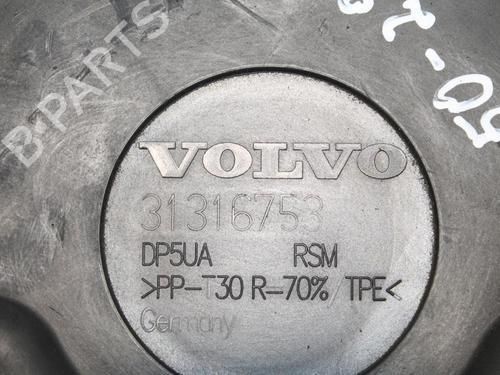 B-PARTS
VOLVO
31316753
DP5UA RSM
>PP-T30 R-70%/TPE<
Germany